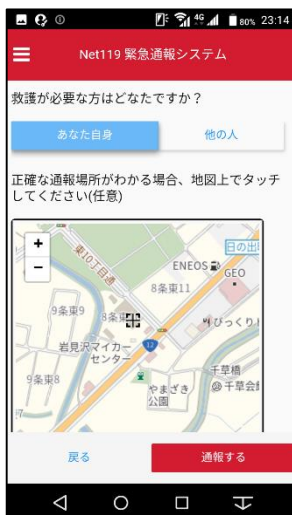 80% 23:14
Net119 緊急通報システム
救護が必要な方はどなたですか？
あなた自身
他の人
正確な通報場所がわかる場合、地図上でタッチ
してください(任意)
+
−
東10丁目通
日の出
ENEOS
GEO
8条東11
9条東9
8条東
びっくり
岩見沢マイカー
センター
12
9条東8
千草橋
やまざき
公園
千草会館
戻る
通報する